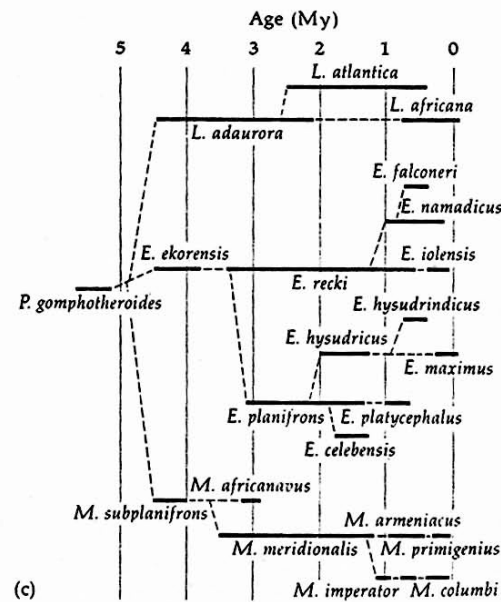 Age (My)
5 4 3 2 1 0
L. atlantica
L. africana
L. adaurora
E. falconeri
E. namadicus
E. ekorensis
E. iolensis
P. gomphotheroides
E. recki
E. hysudrindicus
E. hysudricus
E. maximus
E. planifrons E. platycephalus
E. celebensis
M. africanavus
M. subplanifrons
M. armeniacus
M. meridionalis M. primigenius
(c)
M. imperator M. columbi